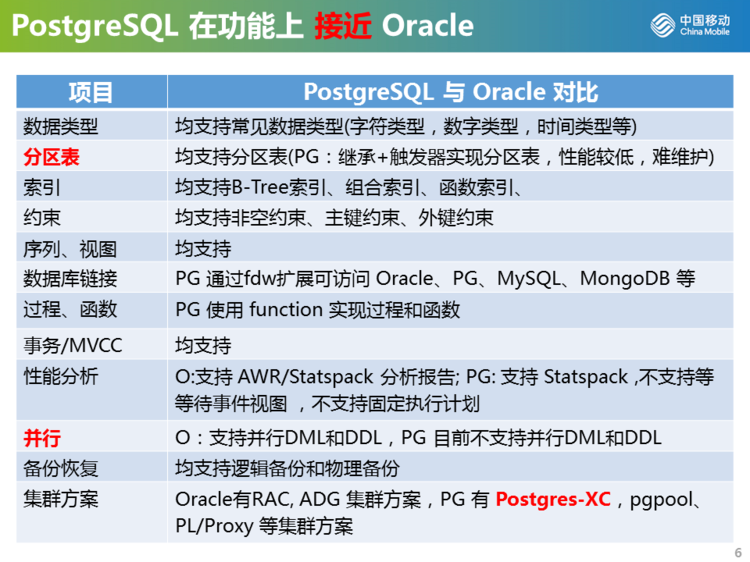 PostgreSQL 在功能上 接近 Oracle
中国移动
China Mobile
项目 PostgreSQL 与 Oracle 对比
数据类型 均支持常见数据类型(字符类型，数字类型，时间类型等)
分区表 均支持分区表(PG：继承+触发器实现分区表，性能较低，难维护)
索引 均支持B-Tree索引、组合索引、函数索引、
约束 均支持非空约束、主键约束、外键约束
序列、视图 均支持
数据库链接 PG 通过fdw扩展可访问 Oracle、PG、MySQL、MongoDB 等
过程、函数 PG 使用 function 实现过程和函数
事务/MVCC 均支持
性能分析 O:支持 AWR/Statspack 分析报告; PG: 支持 Statspack ,不支持等
等待事件视图 ，不支持固定执行计划
并行 O：支持并行DML和DDL，PG 目前不支持并行DML和DDL
备份恢复 均支持逻辑备份和物理备份
集群方案 Oracle有RAC, ADG 集群方案，PG 有 Postgres-XC，pgpool、
PL/Proxy 等集群方案
6